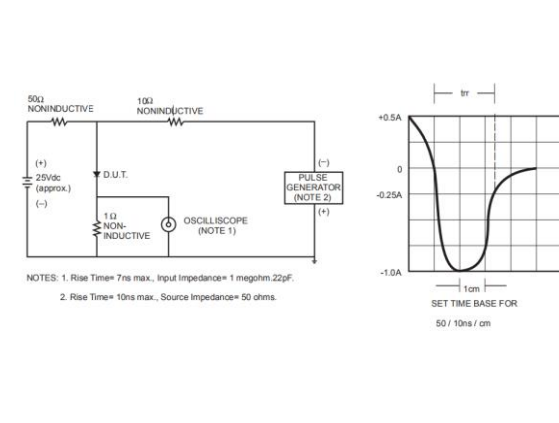 50Ω
NONINDUCTIVE
10Ω
NONINDUCTIVE
(+)
25Vdc
(approx.)
(−)
D.U.T.
1Ω
NON-
INDUCTIVE
OSCILLISCOPE
(NOTE 1)
(−)
PULSE
GENERATOR
(NOTE 2)
(+)
NOTES: 1. Rise Time= 7ns max., Input Impedance= 1 megohm.22pF.
2. Rise Time= 10ns max., Source Impedance= 50 ohms.
trr
+0.5A
0
-0.25A
-1.0A
1cm
SET TIME BASE FOR
50 / 10ns / cm